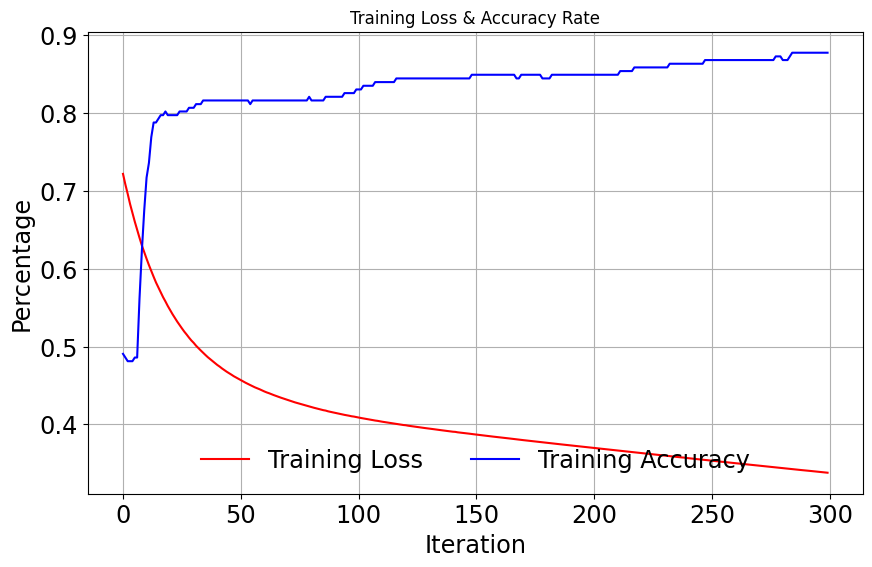 Training Loss & Accuracy Rate
Percentage
0.9
0.8
0.7
0.6
0.5
0.4
Training Loss Training Accuracy
0 50 100 150 200 250 300
Iteration